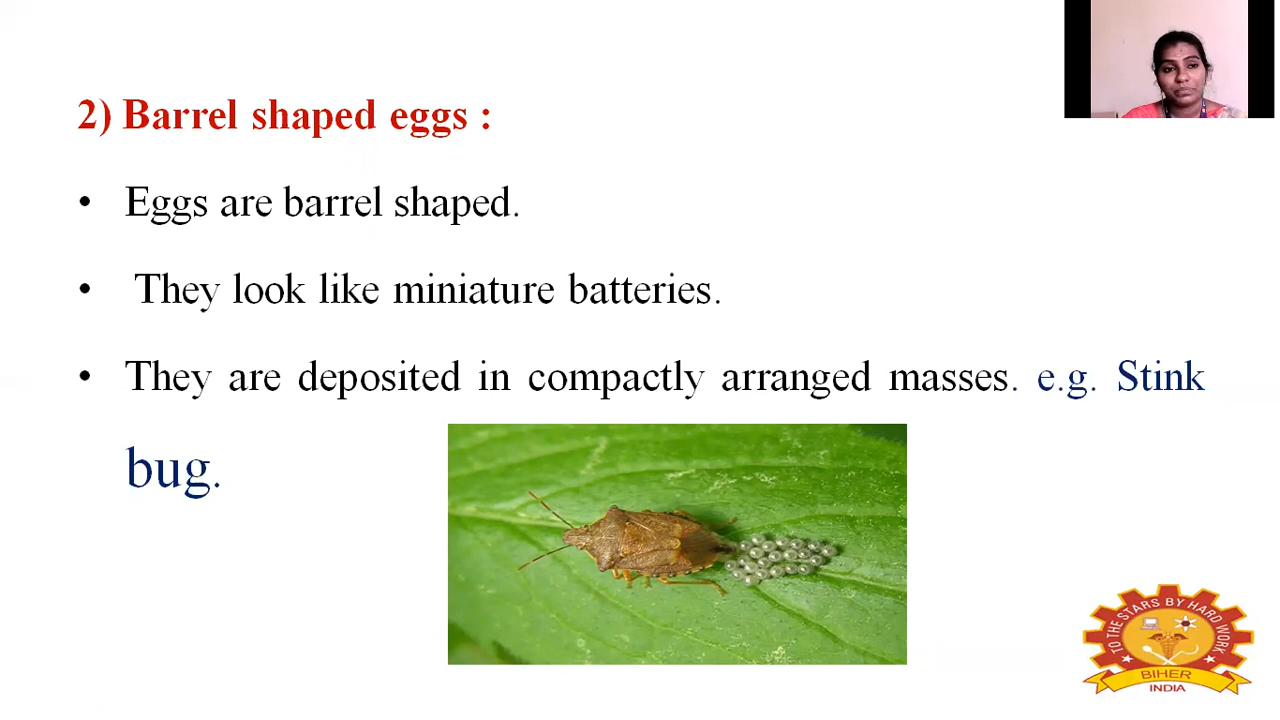 2) Barrel shaped eggs :
• Eggs are barrel shaped.
• They look like miniature batteries.
• They are deposited in compactly arranged masses. e.g. Stink
bug.
TO THE STARS BY HARD WORK
BIHER
INDIA